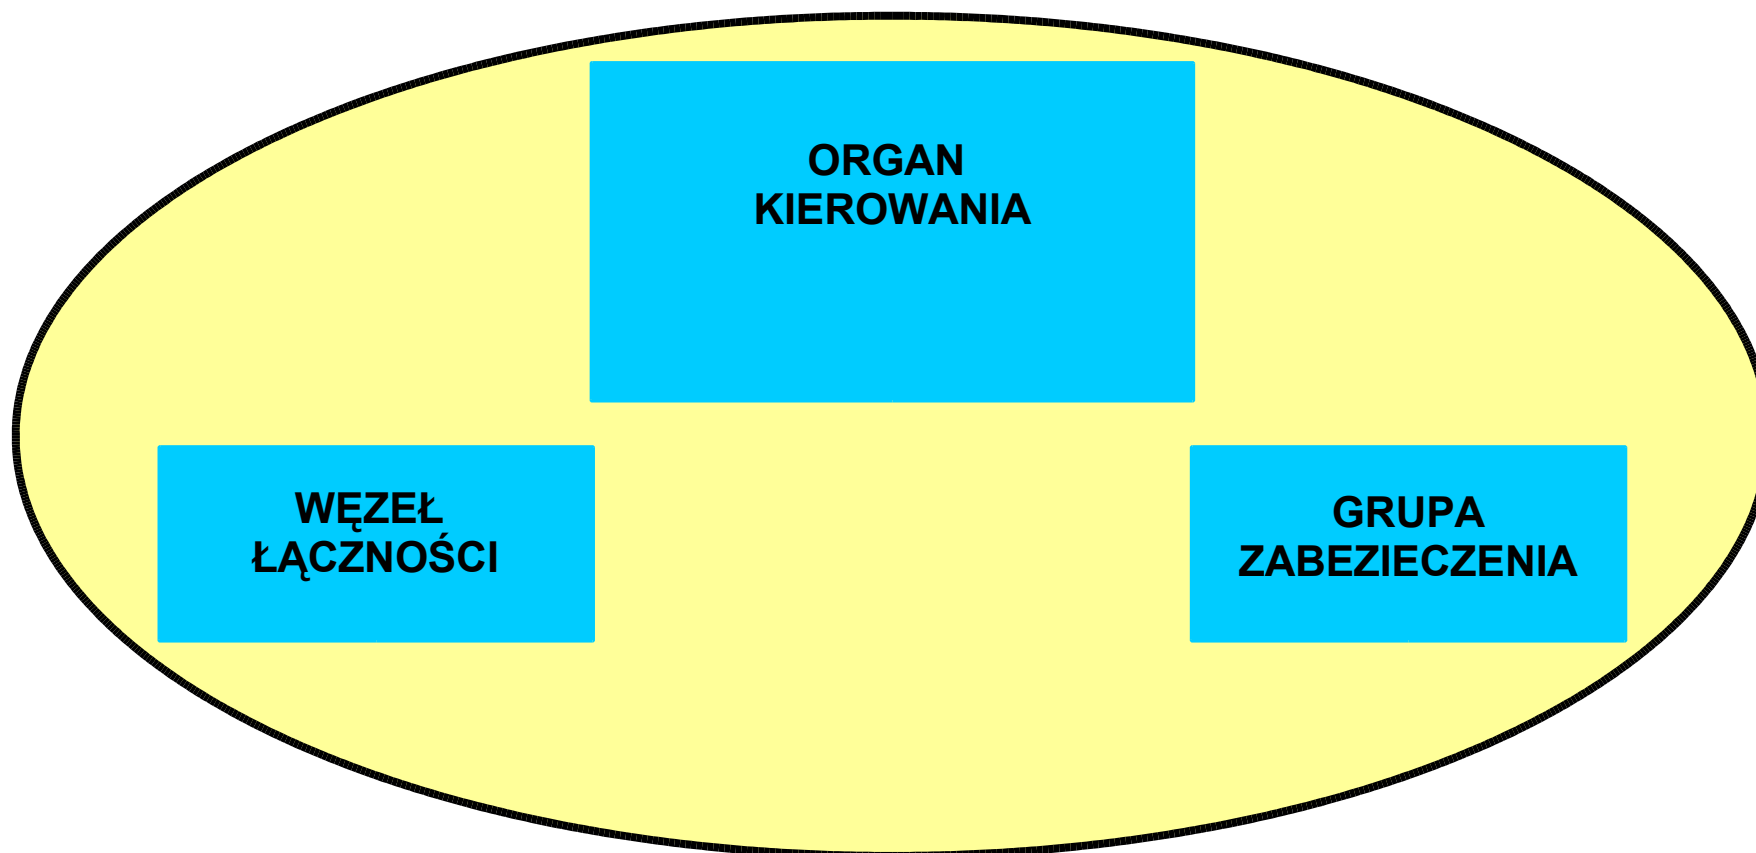 ORGAN
KIEROWANIA
WĘZEŁ
ŁĄCZNOŚCI
GRUPA
ZABEZIECZENIA